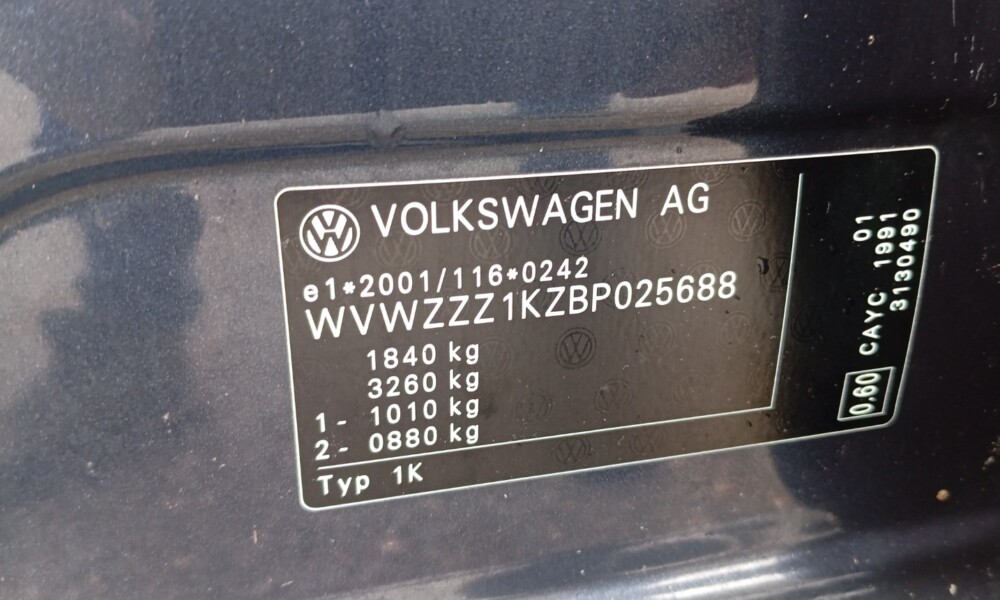 VOLKSWAGEN AG
e1*2001/116*0242
WVWZZZ1KZBP025688
1840 kg
3260 kg
1- 1010 kg
2- 0880 kg
Typ 1K
01
CAYC 1991
3130490
0.60